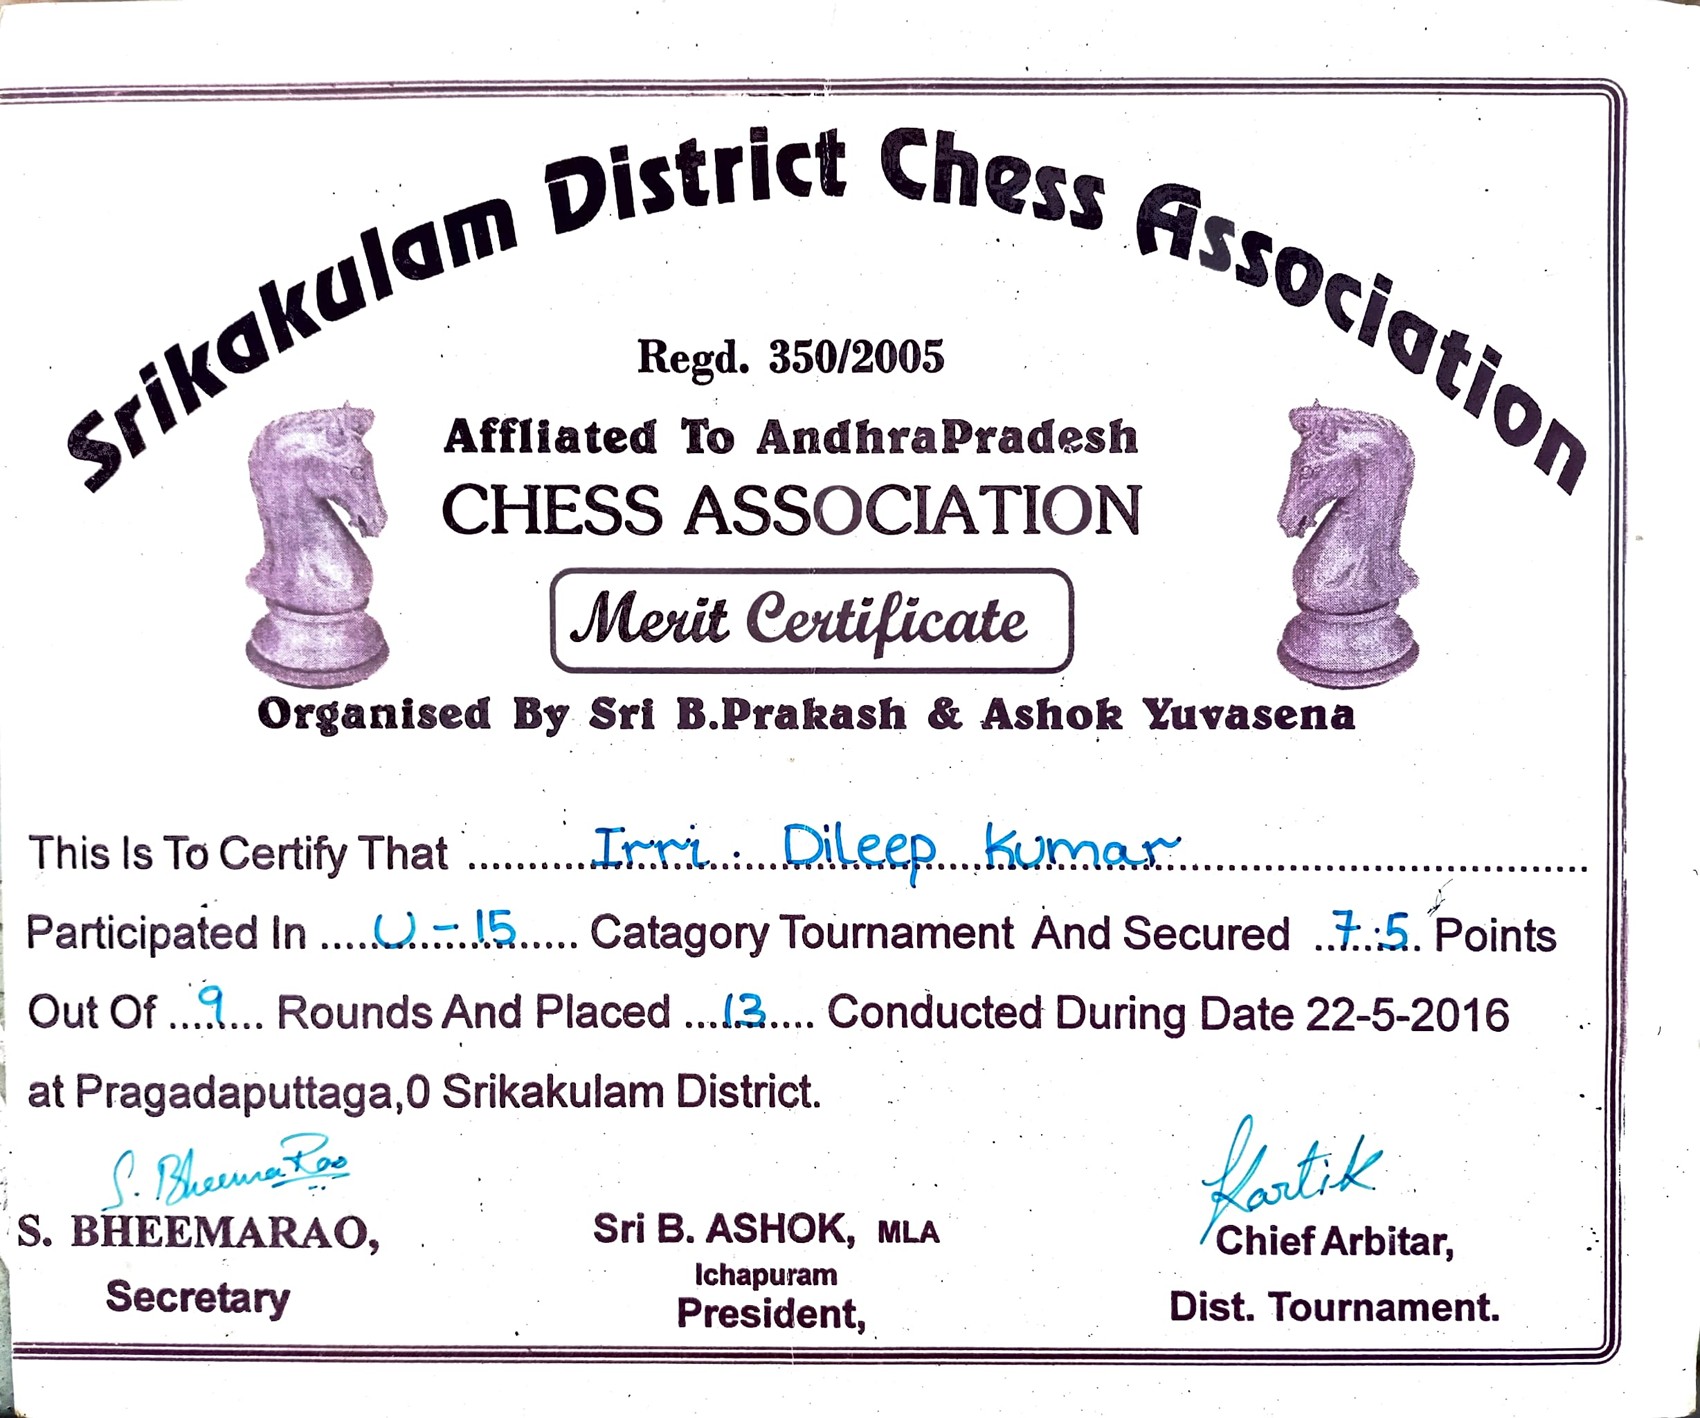 Srikakulam District Chess Association
Regd. 350/2005
Affliated To AndhraPradesh
CHESS ASSOCIATION
Merit Certificate
Organised By Sri B.Prakash & Ashok Yuvasena
This Is To Certify That ..........Irri. Dileep Kumar..............................
Participated In .....U-15..... Catagory Tournament And Secured ..7.5. Points
Out Of ...9... Rounds And Placed ...13.... Conducted During Date 22-5-2016
at Pragadaputtaga,0 Srikakulam District.
S. BheemaRao
Kartik
S. BHEEMARAO,
Secretary
Sri B. ASHOK, MLA
Ichapuram
President,
Chief Arbitar,
Dist. Tournament.